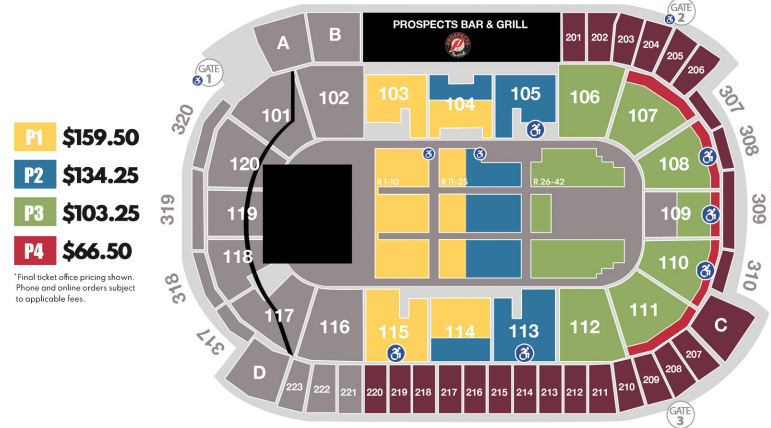 PROSPECTS BAR & GRILL
PROSPECTS
GATE
2
GATE
1
A
B
201
202
203
204
205
206
307
308
309
310
320
319
318
317
101
102
103
104
105
106
107
108
109
110
111
112
113
114
115
116
117
118
119
120
R 1-10
R 11-25
R 26-42
P1 $159.50
P2 $134.25
P3 $103.25
P4 $66.50
*Final ticket office pricing shown.
Phone and online orders subject
to applicable fees.
C
D
223
222
221
220
219
218
217
216
215
214
213
212
211
210
209
208
207
GATE
3